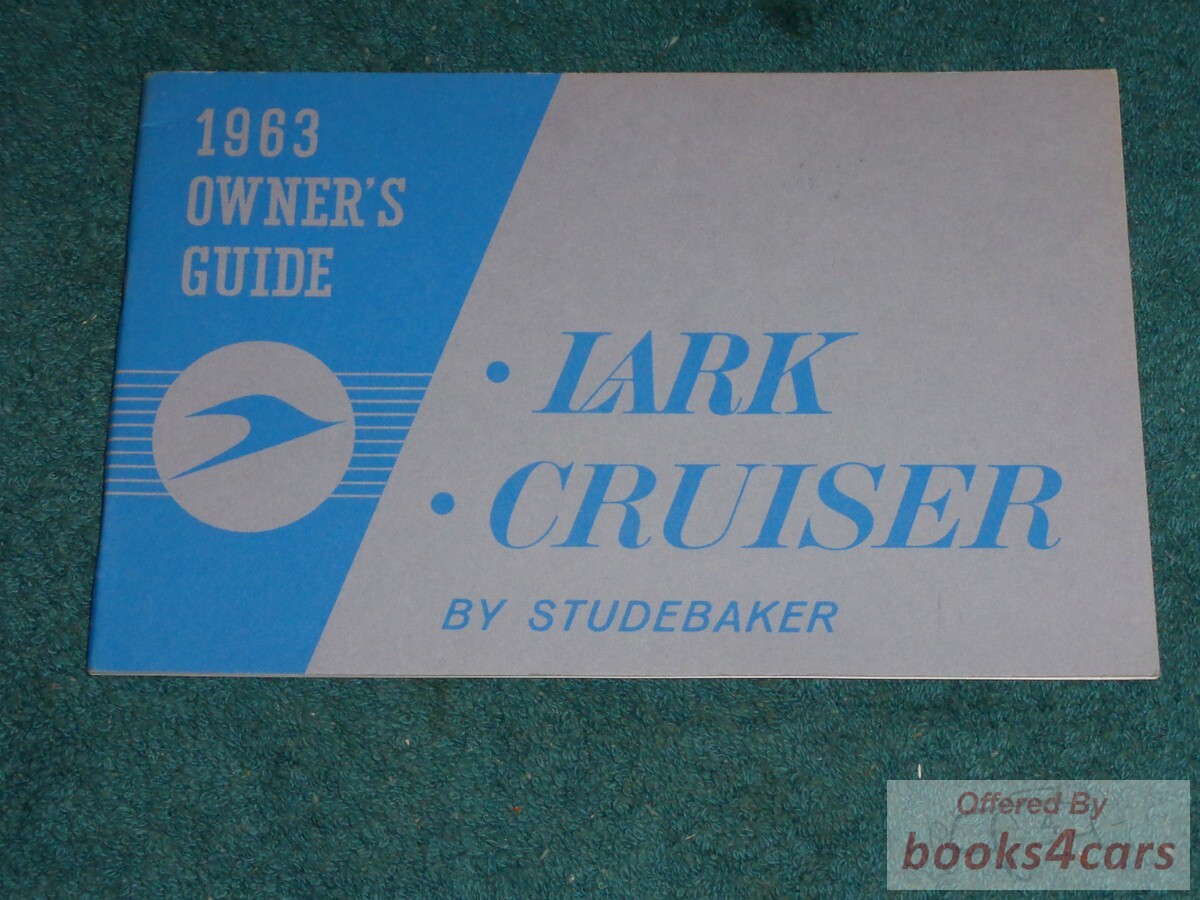 1963
OWNER'S
GUIDE
• LARK
• CRUISER
BY STUDEBAKER
Offered By
books4cars